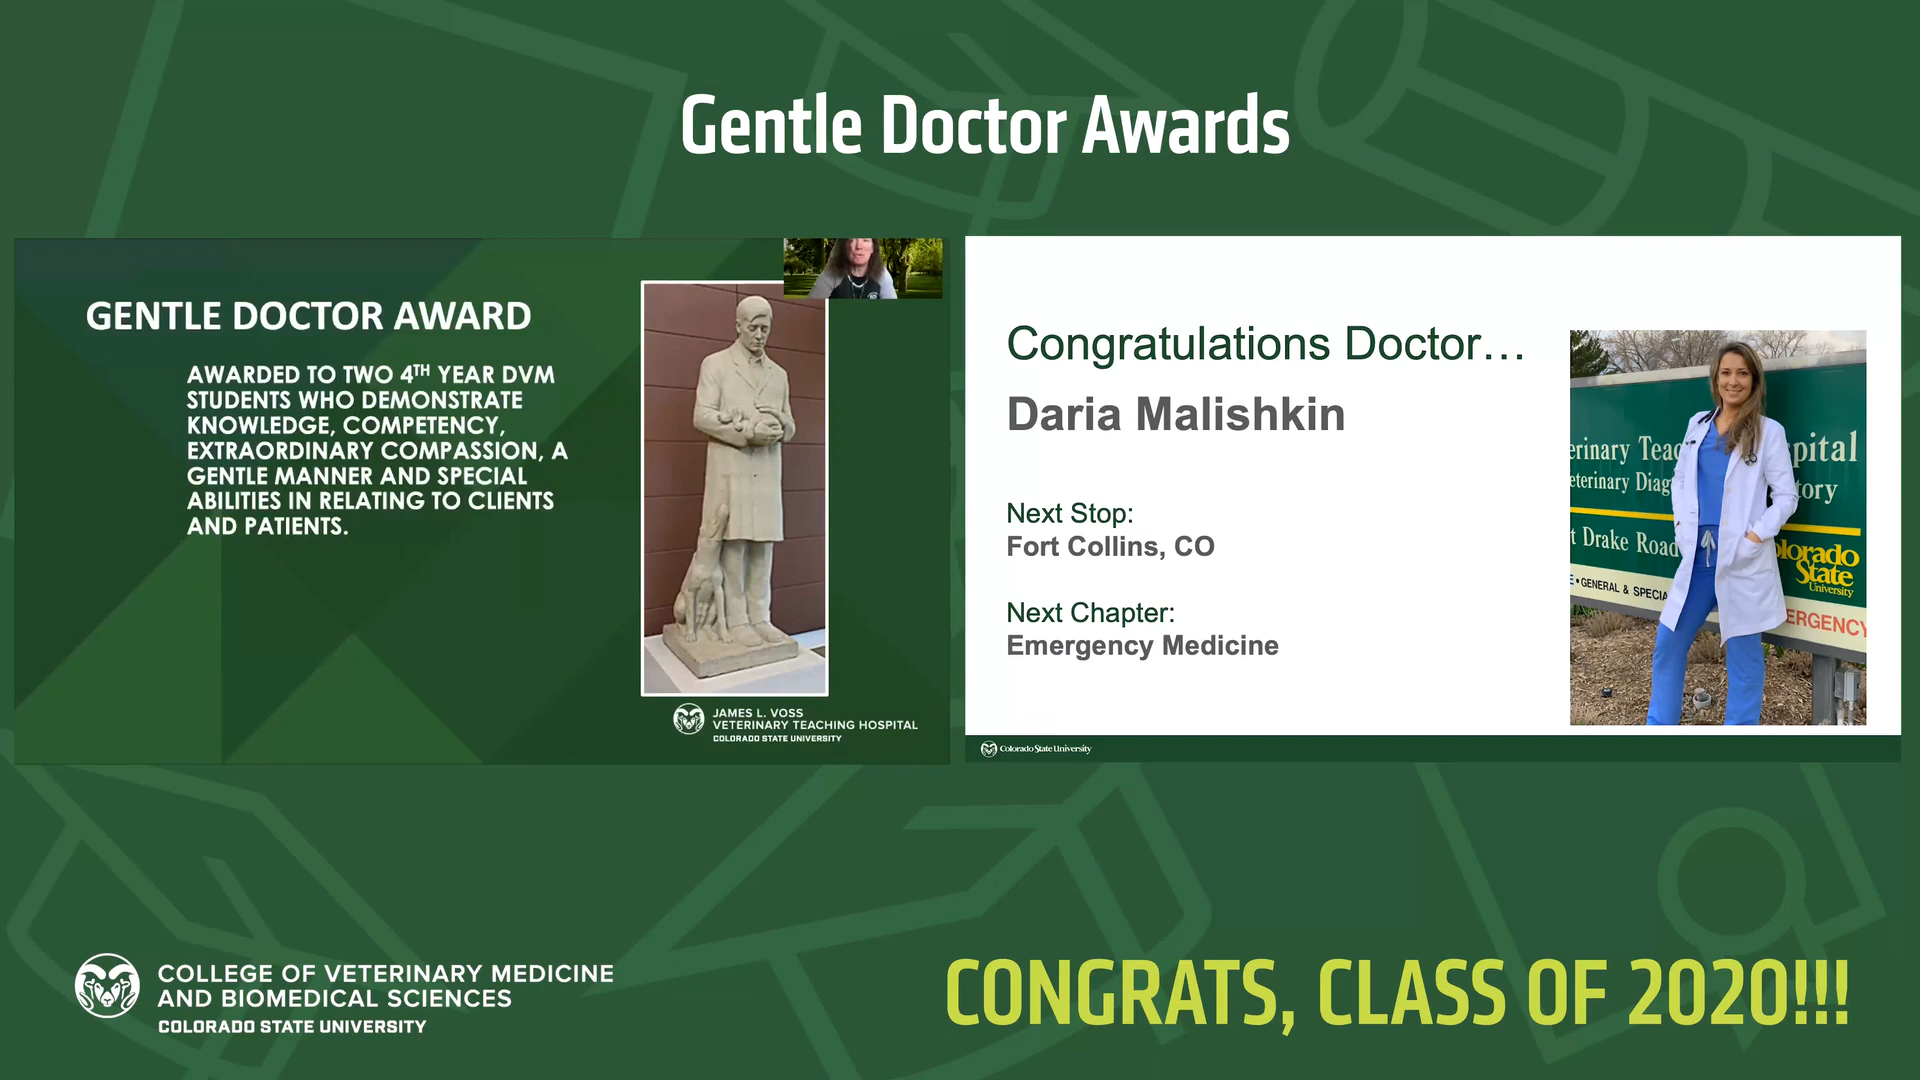 Gentle Doctor Awards
GENTLE DOCTOR AWARD
AWARDED TO TWO 4TH YEAR DVM
STUDENTS WHO DEMONSTRATE
KNOWLEDGE, COMPETENCY,
EXTRAORDINARY COMPASSION, A
GENTLE MANNER AND SPECIAL
ABILITIES IN RELATING TO CLIENTS
AND PATIENTS.
JAMES L. VOSS
VETERINARY TEACHING HOSPITAL
COLORADO STATE UNIVERSITY
Congratulations Doctor…
Daria Malishkin
Next Stop:
Fort Collins, CO
Next Chapter:
Emergency Medicine
erinary Teac pital
eterinary Diag tory
t Drake Road
olorado
State
University
E • GENERAL & SPECIA
ERGENCY
Colorado State University
COLLEGE OF VETERINARY MEDICINE
AND BIOMEDICAL SCIENCES
COLORADO STATE UNIVERSITY
CONGRATS, CLASS OF 2020!!!